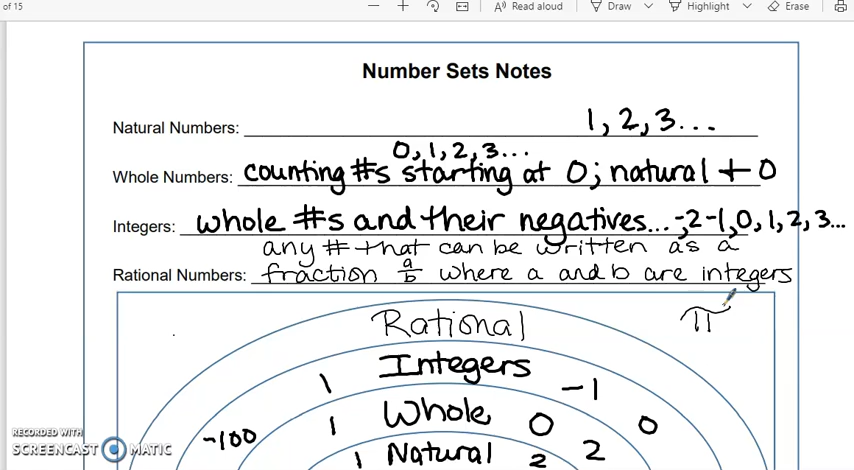 of 15
Read aloud Draw Highlight Erase
Number Sets Notes
Natural Numbers: 1, 2, 3...
0, 1, 2, 3...
Whole Numbers: counting #s starting at 0; natural + 0
Integers: whole #s and their negatives...-,2-1,0,1,2,3...
any # that can be written as a
Rational Numbers: fraction a/b where a and b are integers
Rational π
Integers
1 -1
1 Whole 0 0
-100
1 Natural 2 2
RECORDED WITH
SCREENCAST MATIC